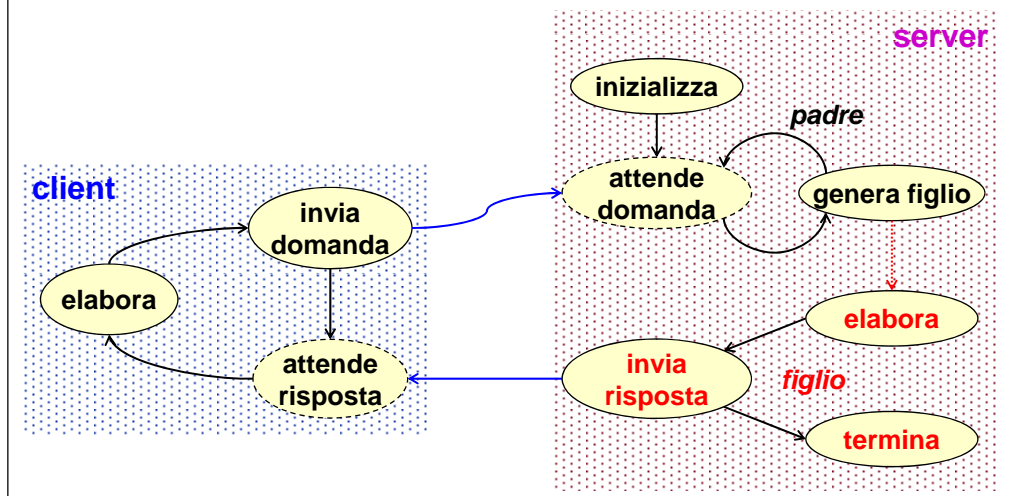 server
inizializza
padre
attende
domanda
genera figlio
client
invia
domanda
elabora
attende
risposta
elabora
invia
risposta
figlio
termina